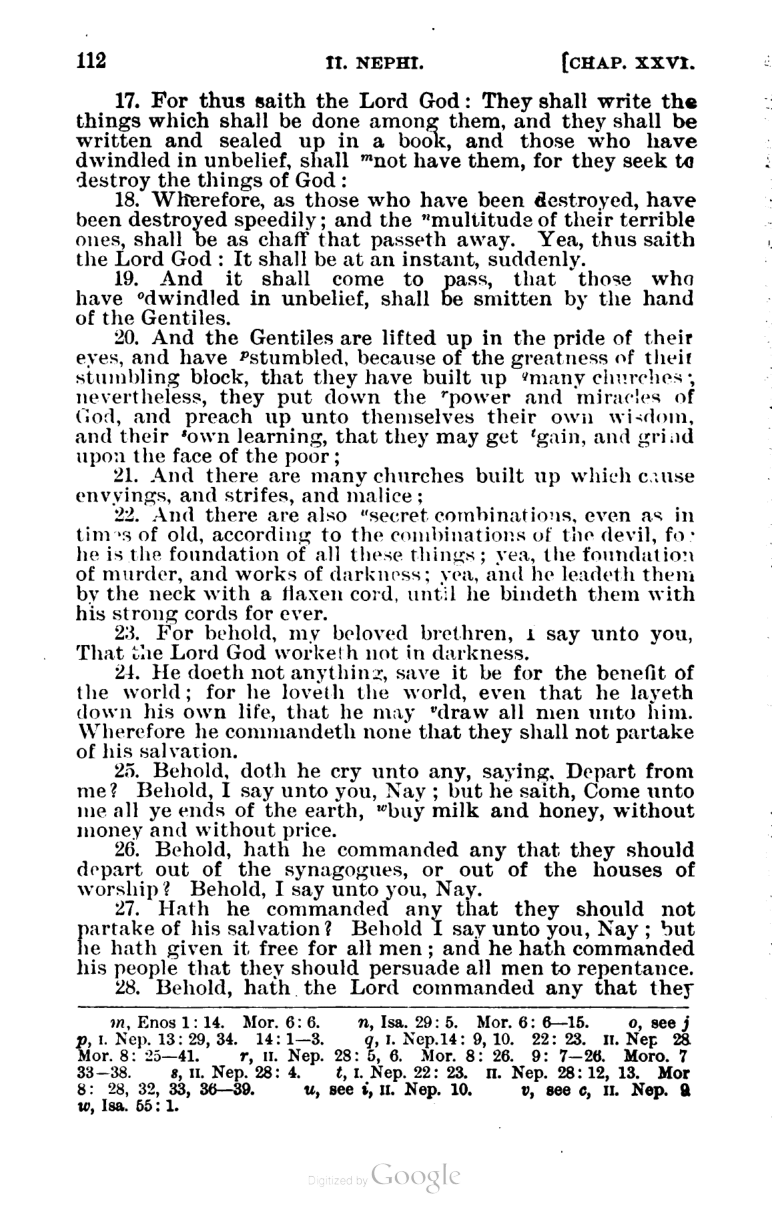 112 II. NEPHI. [CHAP. XXVI.
17. For thus saith the Lord God: They shall write the
things which shall be done among them, and they shall be
written and sealed up in a book, and those who have
dwindled in unbelief, shall ᵐnot have them, for they seek to
destroy the things of God:
18. Wherefore, as those who have been destroyed, have
been destroyed speedily; and the ⁿmultitude of their terrible
ones, shall be as chaff that passeth away. Yea, thus saith
the Lord God: It shall be at an instant, suddenly.
19. And it shall come to pass, that those who
have ᵒdwindled in unbelief, shall be smitten by the hand
of the Gentiles.
20. And the Gentiles are lifted up in the pride of their
eyes, and have ᵖstumbled, because of the greatness of their
stumbling block, that they have built up qmany churches;
nevertheless, they put down the ʳpower and miracles of
God, and preach up unto themselves their own wisdom,
and their ˢown learning, that they may get ᵗgain, and grind
upon the face of the poor;
21. And there are many churches built up which cause
envyings, and strifes, and malice;
22. And there are also ᵘsecret combinations, even as in
times of old, according to the combinations of the devil, for
he is the foundation of all these things; yea, the foundation
of murder, and works of darkness; yea, and he leadeth them
by the neck with a flaxen cord, until he bindeth them with
his strong cords for ever.
23. For behold, my beloved brethren, I say unto you,
That the Lord God worketh not in darkness.
24. He doeth not anything, save it be for the benefit of
the world; for he loveth the world, even that he layeth
down his own life, that he may ᵛdraw all men unto him.
Wherefore he commandeth none that they shall not partake
of his salvation.
25. Behold, doth he cry unto any, saying, Depart from
me? Behold, I say unto you, Nay; but he saith, Come unto
me all ye ends of the earth, ʷbuy milk and honey, without
money and without price.
26. Behold, hath he commanded any that they should
depart out of the synagogues, or out of the houses of
worship? Behold, I say unto you, Nay.
27. Hath he commanded any that they should not
partake of his salvation? Behold I say unto you, Nay; but
he hath given it free for all men; and he hath commanded
his people that they should persuade all men to repentance.
28. Behold, hath the Lord commanded any that they
m, Enos 1: 14. Mor. 6: 6. n, Isa. 29: 5. Mor. 6: 6—15. o, see j
p, I. Nep. 13: 29, 34. 14: 1—3. q, I. Nep. 14: 9, 10. 22: 23. II. Nep 28
Mor. 8: 25—41. r, II. Nep. 28: 5, 6. Mor. 8: 26. 9: 7—26. Moro. 7
33—38. s, II. Nep. 28: 4. t, I. Nep. 22: 23. II. Nep. 28: 12, 13. Mor
8: 28, 32, 33, 36—39. u, see i, II. Nep. 10. v, see c, II. Nep.
w, Isa. 55: 1.
Digitized by Google